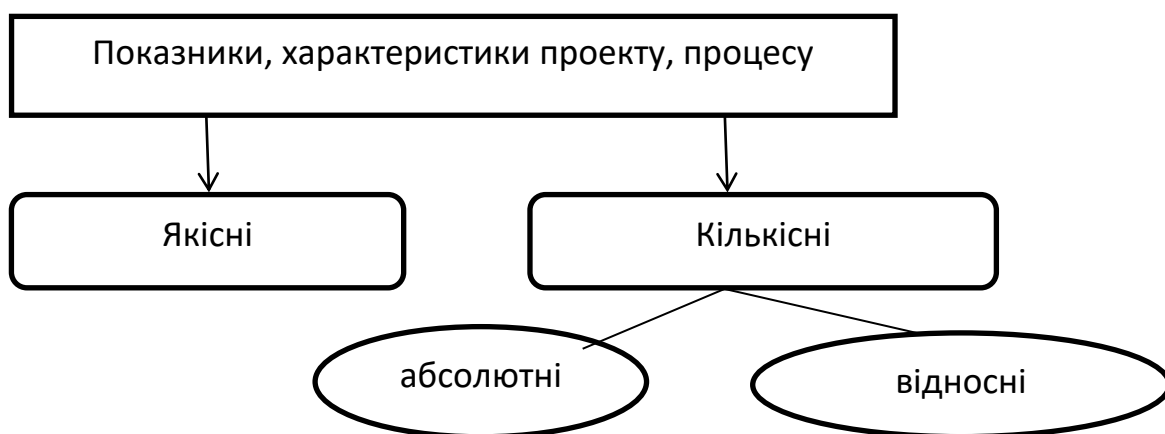 Показники, характеристики проекту, процесу
Якісні
Кількісні
абсолютні
відносні